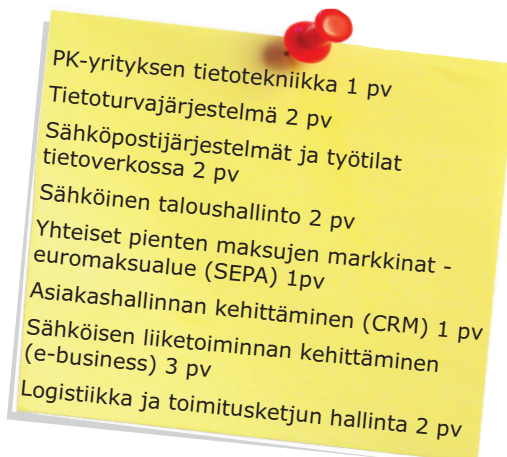 PK-yrityksen tietotekniikka 1 pv
Tietoturvajärjestelmä 2 pv
Sähköpostijärjestelmät ja työtilat
tietoverkossa 2 pv
Sähköinen taloushallinto 2 pv
Yhteiset pienten maksujen markkinat -
euromaksualue (SEPA) 1pv
Asiakashallinnan kehittäminen (CRM) 1 pv
Sähköisen liiketoiminnan kehittäminen
(e-business) 3 pv
Logistiikka ja toimitusketjun hallinta 2 pv